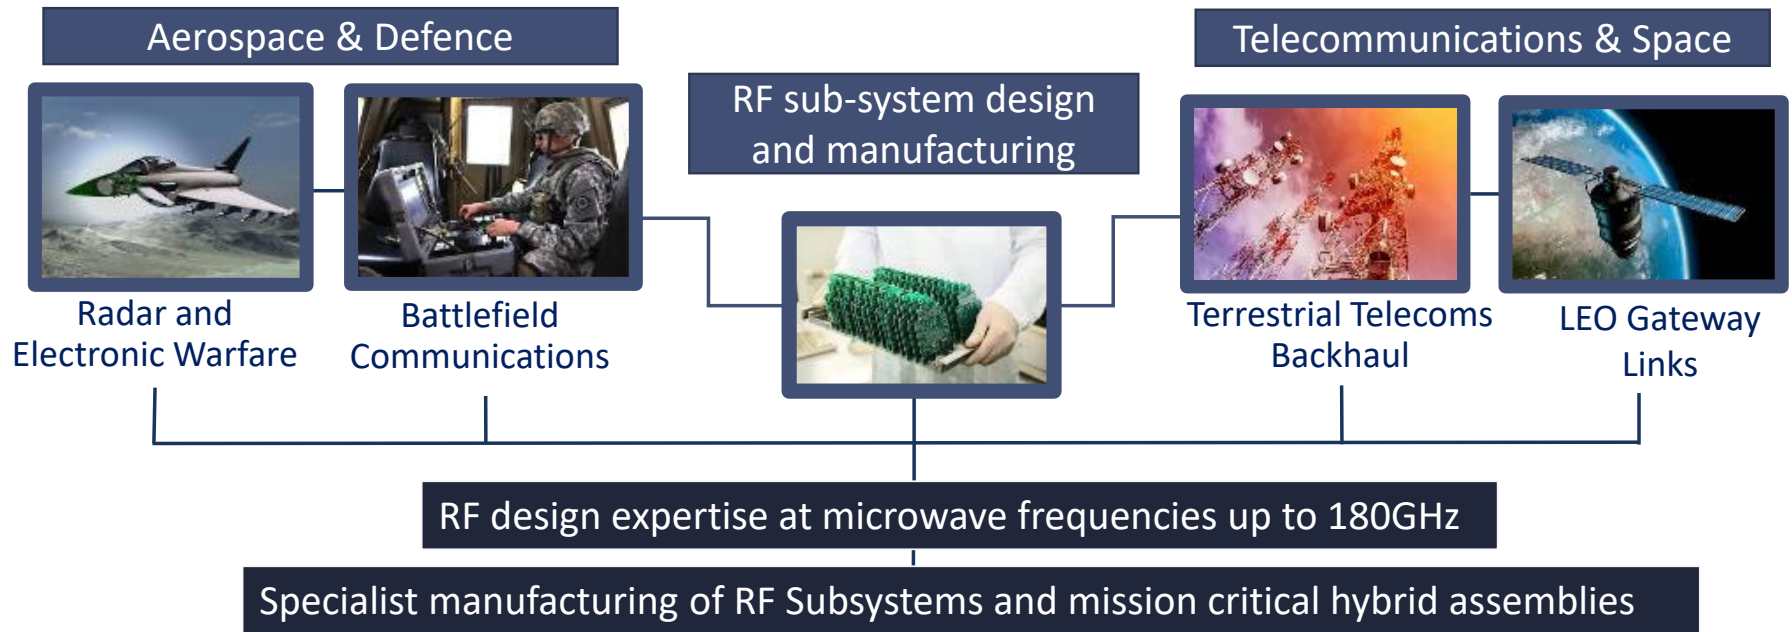 Aerospace & Defence
Telecommunications & Space
RF sub-system design
and manufacturing
Radar and
Electronic Warfare
Battlefield
Communications
Terrestrial Telecoms
Backhaul
LEO Gateway
Links
RF design expertise at microwave frequencies up to 180GHz
Specialist manufacturing of RF Subsystems and mission critical hybrid assemblies